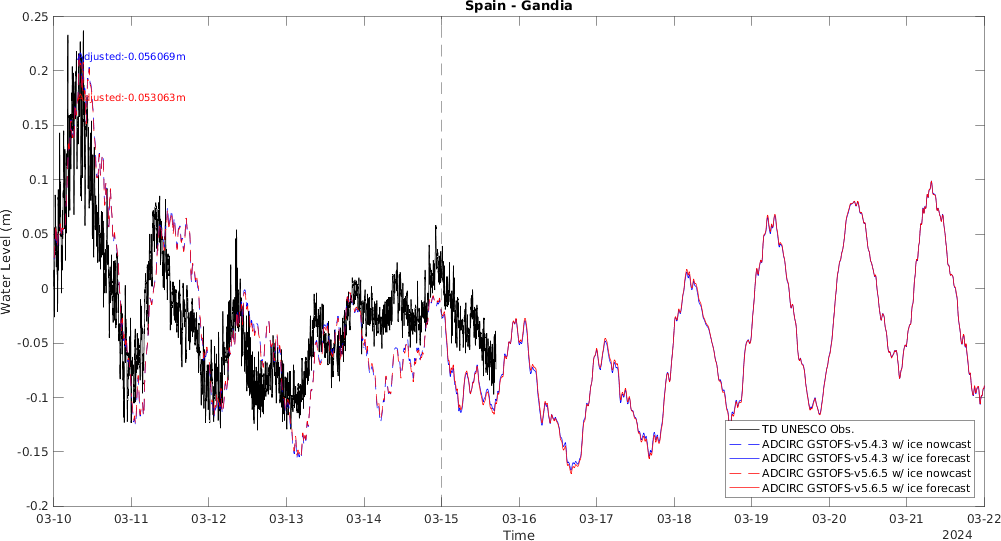 Spain - Gandia
0.25
0.2
0.15
0.1
0.05
0
-0.05
-0.1
-0.15
-0.2
Water Level (m)
Adjusted:-0.056069m
Adjusted:-0.053063m
TD UNESCO Obs.
ADCIRC GSTOFS-v5.4.3 w/ ice nowcast
ADCIRC GSTOFS-v5.4.3 w/ ice forecast
ADCIRC GSTOFS-v5.6.5 w/ ice nowcast
ADCIRC GSTOFS-v5.6.5 w/ ice forecast
03-10 03-11 03-12 03-13 03-14 03-15 03-16 03-17 03-18 03-19 03-20 03-21 03-22
Time
2024